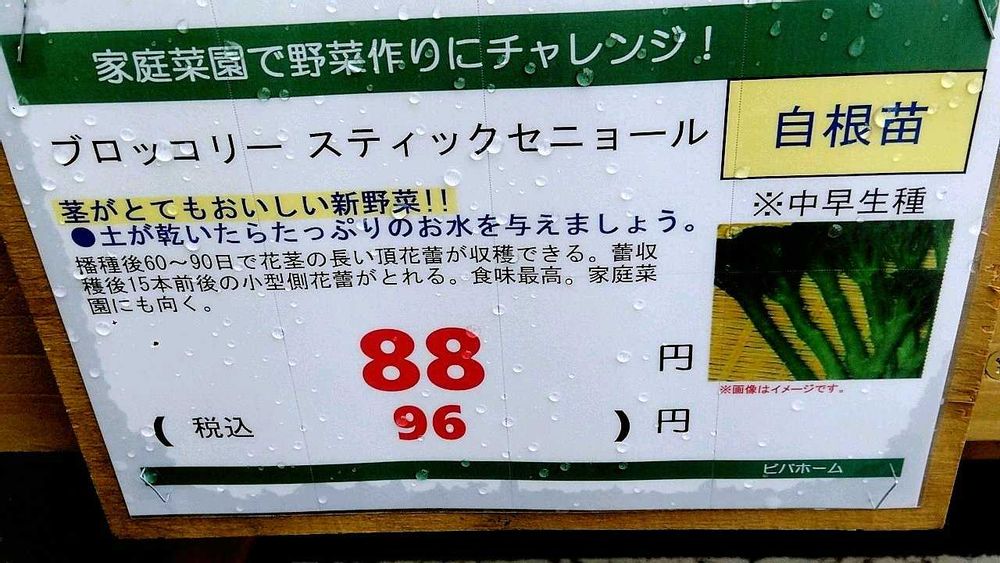 家庭菜園で野菜作りにチャレンジ！
ブロッコリー スティックセニョール
自根苗
※中早生種
茎がとてもおいしい新野菜!!
●土が乾いたらたっぷりのお水を与えましょう。
播種後60～90日で花茎の長い頂花蕾が収穫できる。蕾収
穫後15本前後の小型側花蕾がとれる。食味最高。家庭菜
園にも向く。
※画像はイメージです。
88 円
( 税込 96 ) 円
ビバホーム